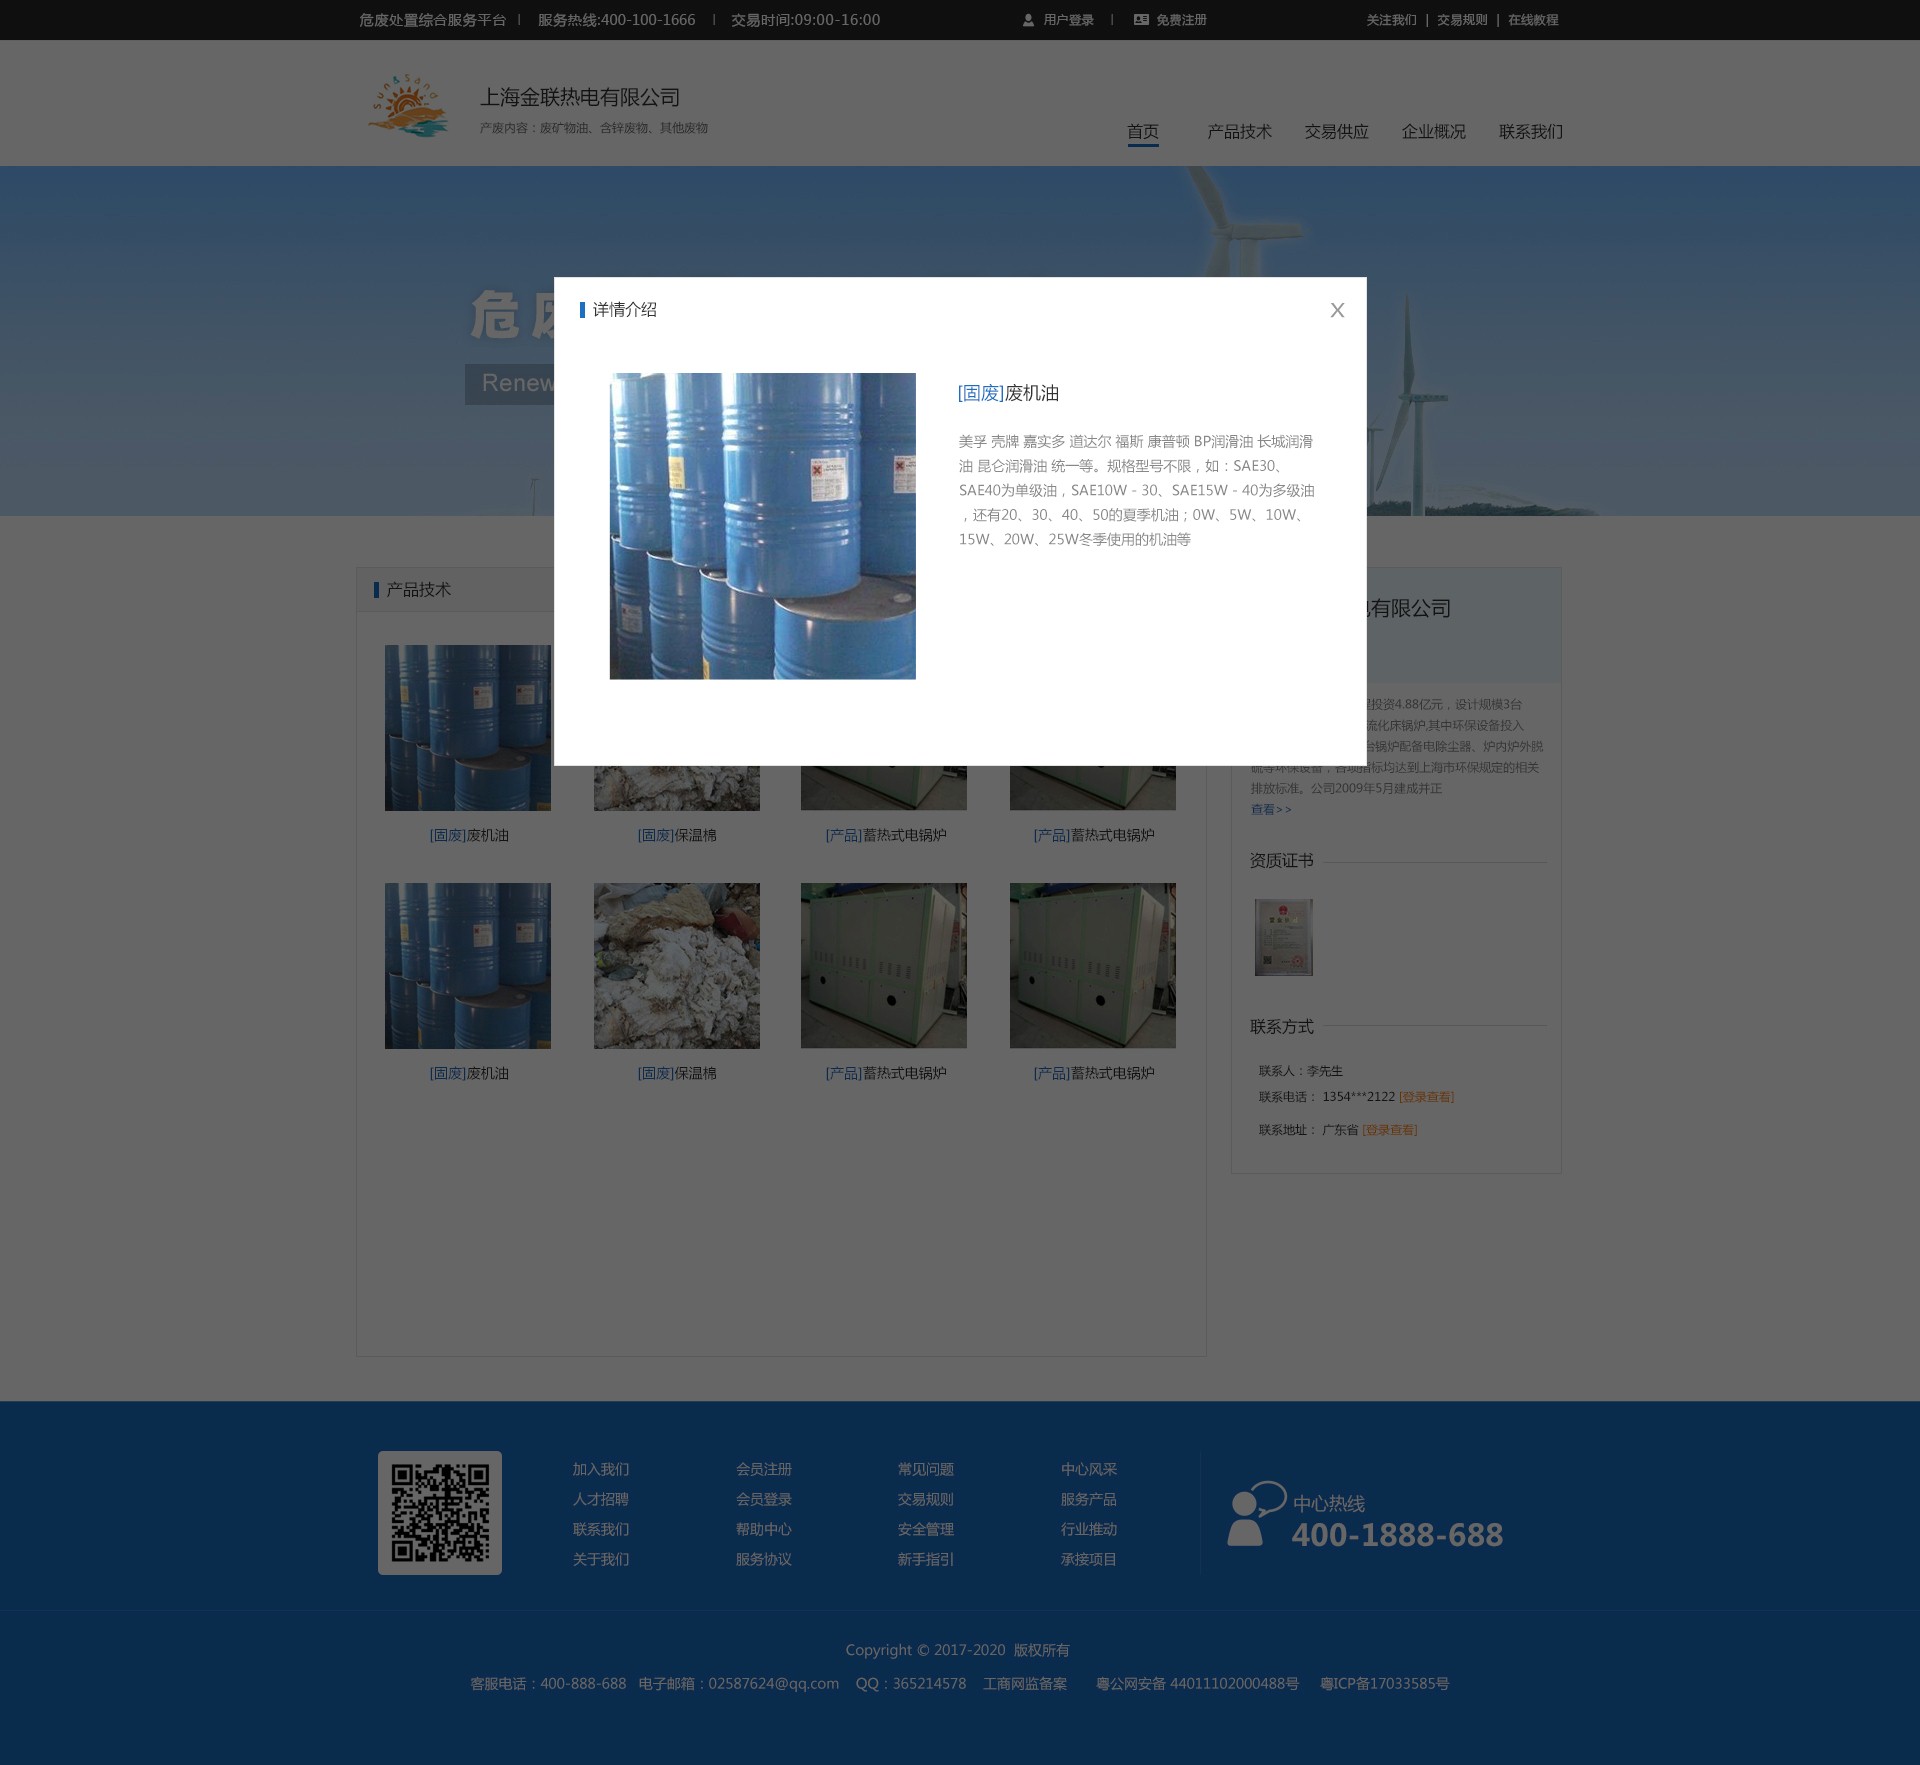 危废处置综合服务平台 | 服务热线:400-100-1666 | 交易时间:09:00-16:00 用户登录 | 免费注册 关注我们 | 交易规则 | 在线教程
Sun & Sand
上海金联热电有限公司
产废内容：废矿物油、含锌废物、其他废物
首页 产品技术 交易供应 企业概况 联系我们
危废
Renew
详情介绍 X
[固废]废机油
美孚 壳牌 嘉实多 道达尔 福斯 康普顿 BP润滑油 长城润滑
油 昆仑润滑油 统一等。规格型号不限，如：SAE30、
SAE40为单级油，SAE10W－30、SAE15W－40为多级油
，还有20、30、40、50的夏季机油；0W、5W、10W、
15W、20W、25W冬季使用的机油等
产品技术
[固废]废机油 [固废]保温棉 [产品]蓄热式电锅炉 [产品]蓄热式电锅炉
[固废]废机油 [固废]保温棉 [产品]蓄热式电锅炉 [产品]蓄热式电锅炉
电有限公司
投资4.88亿元，设计规模3台
流化床锅炉,其中环保设备投入
台锅炉配备电除尘器、炉内炉外脱
硫等环保设备，各项指标均达到上海市环保规定的相关
排放标准。公司2009年5月建成并正
查看>>
资质证书
联系方式
联系人：李先生
联系电话： 1354***2122 [登录查看]
联系地址： 广东省 [登录查看]
加入我们 会员注册 常见问题 中心风采
人才招聘 会员登录 交易规则 服务产品
联系我们 帮助中心 安全管理 行业推动
关于我们 服务协议 新手指引 承接项目
中心热线
400-1888-688
Copyright © 2017-2020 版权所有
客服电话：400-888-688 电子邮箱：02587624@qq.com QQ：365214578 工商网监备案 粤公网安备 44011102000488号 粤ICP备17033585号